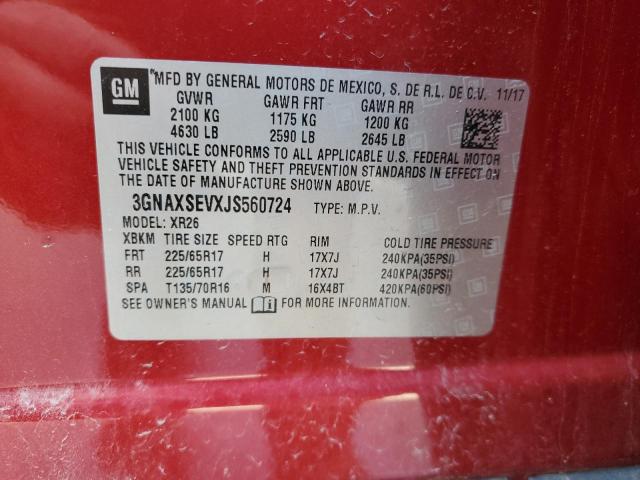 GM
MFD BY GENERAL MOTORS DE MEXICO, S. DE R.L. DE C.V. 11/17
GVWR GAWR FRT GAWR RR
2100 KG 1175 KG 1200 KG
4630 LB 2590 LB 2645 LB
THIS VEHICLE CONFORMS TO ALL APPLICABLE U.S. FEDERAL MOTOR
VEHICLE SAFETY AND THEFT PREVENTION STANDARDS IN EFFECT ON
THE DATE OF MANUFACTURE SHOWN ABOVE.
3GNAXSEVXJS560724 TYPE: M.P.V.
MODEL: XR26
XBKM TIRE SIZE SPEED RTG RIM COLD TIRE PRESSURE
FRT 225/65R17 H 17X7J 240KPA(35PSI)
RR 225/65R17 H 17X7J 240KPA(35PSI)
SPA T135/70R16 M 16X4BT 420KPA(60PSI)
SEE OWNER'S MANUAL FOR MORE INFORMATION.